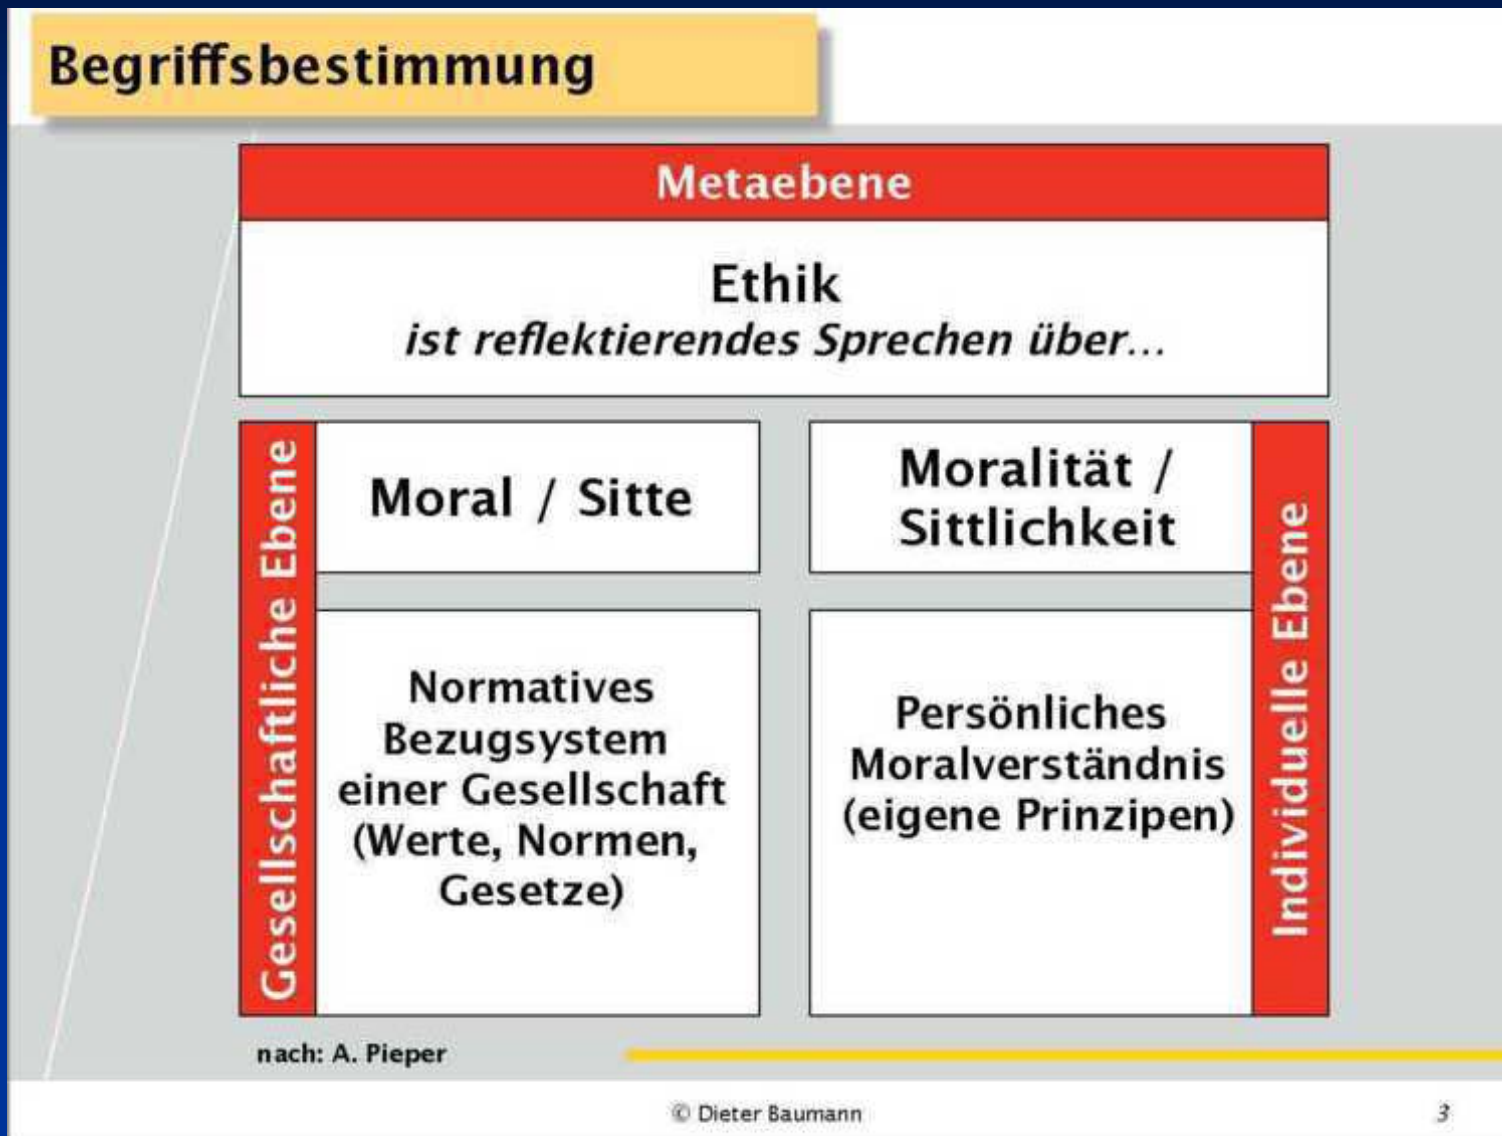 Begriffsbestimmung
Metaebene
Ethik
ist reflektierendes Sprechen über...
Gesellschaftliche Ebene
Moral / Sitte
Normatives
Bezugsystem
einer Gesellschaft
(Werte, Normen,
Gesetze)
Moralität /
Sittlichkeit
Persönliches
Moralverständnis
(eigene Prinzipen)
Individuelle Ebene
nach: A. Pieper
© Dieter Baumann
3